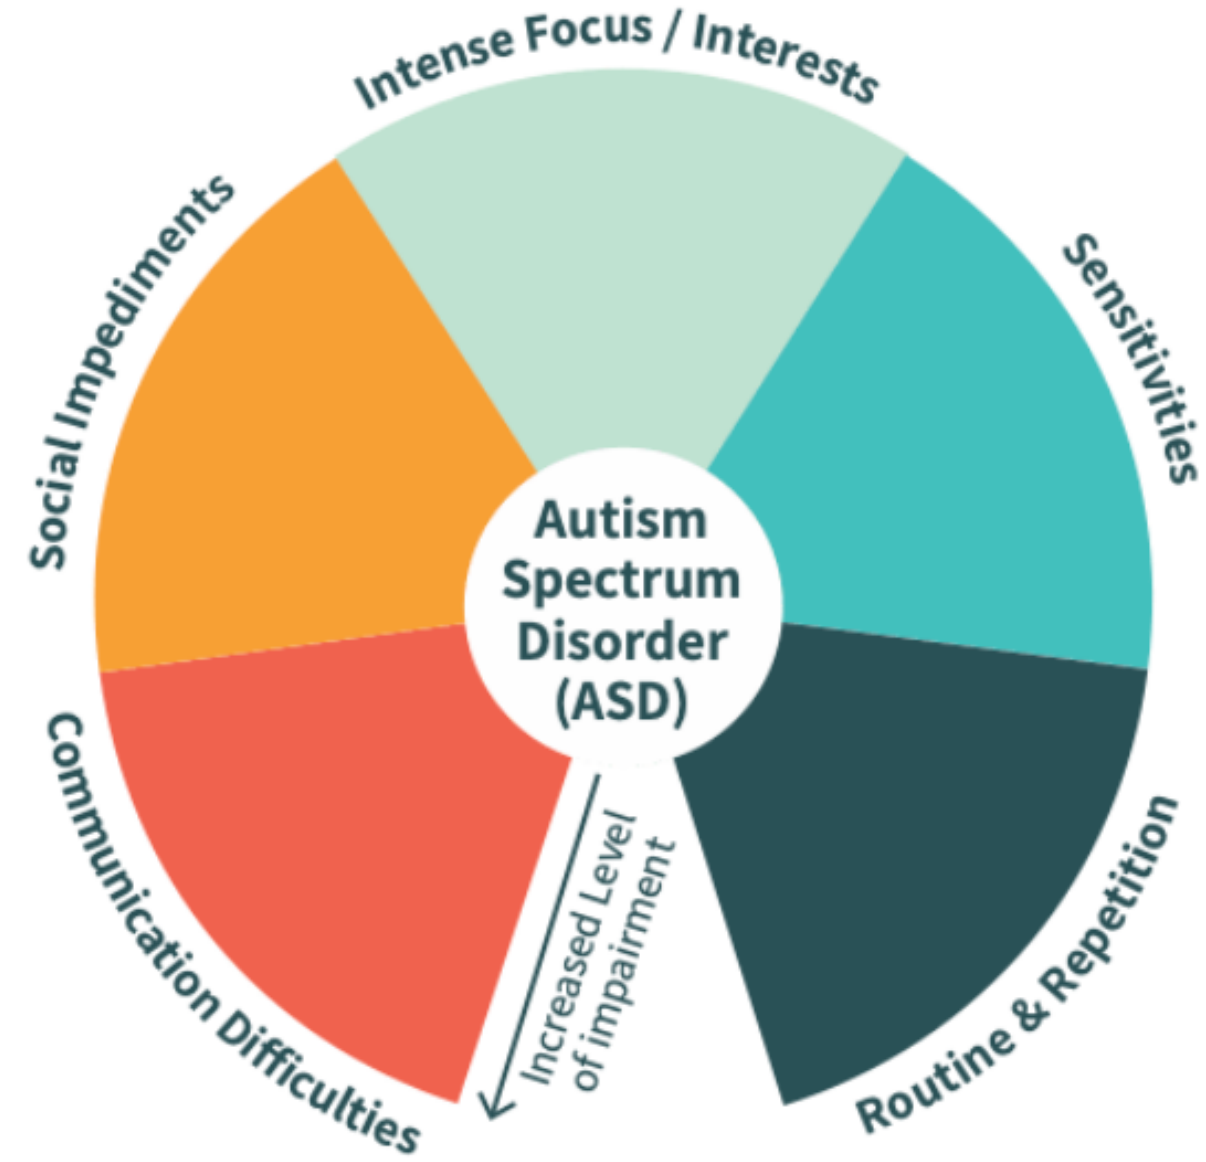 Intense Focus / Interests
Social Impediments
Sensitivities
Autism
Spectrum
Disorder
(ASD)
Communication Difficulties
Increased Level
of impairment
Routine & Repetition